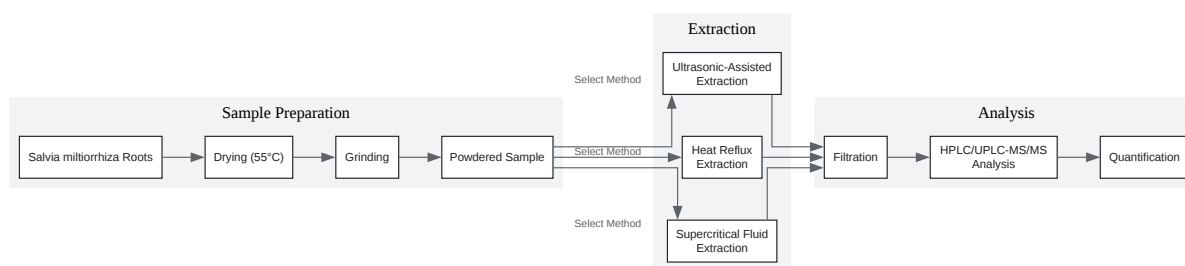 Sample Preparation
Salvia miltiorrhiza Roots
Drying (55°C)
Grinding
Powdered Sample
Select Method
Select Method
Select Method
Extraction
Ultrasonic-Assisted
Extraction
Heat Reflux
Extraction
Supercritical Fluid
Extraction
Analysis
Filtration
HPLC/UPLC-MS/MS
Analysis
Quantification